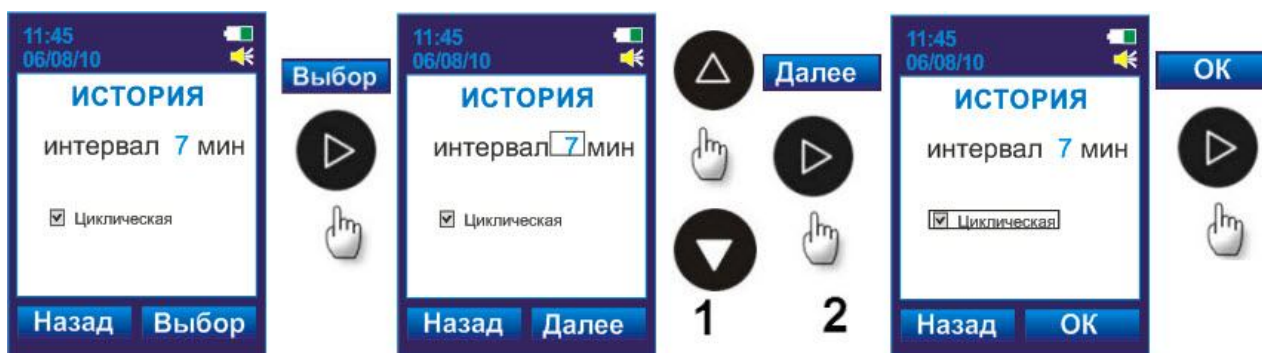 11:45
06/08/10
ИСТОРИЯ
интервал 7 мин
Циклическая
Назад Выбор
Выбор
11:45
06/08/10
ИСТОРИЯ
интервал 7 мин
Циклическая
Назад Далее
1
Далее
2
11:45
06/08/10
ИСТОРИЯ
интервал 7 мин
Циклическая
Назад ОК
ОК